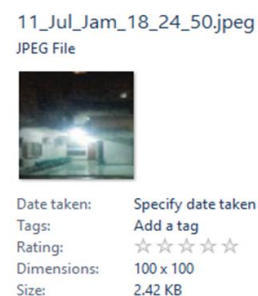 11_Jul_Jam_18_24_50.jpeg
JPEG File
Date taken: Specify date taken
Tags: Add a tag
Rating: ☆ ☆ ☆ ☆ ☆
Dimensions: 100 x 100
Size: 2.42 KB